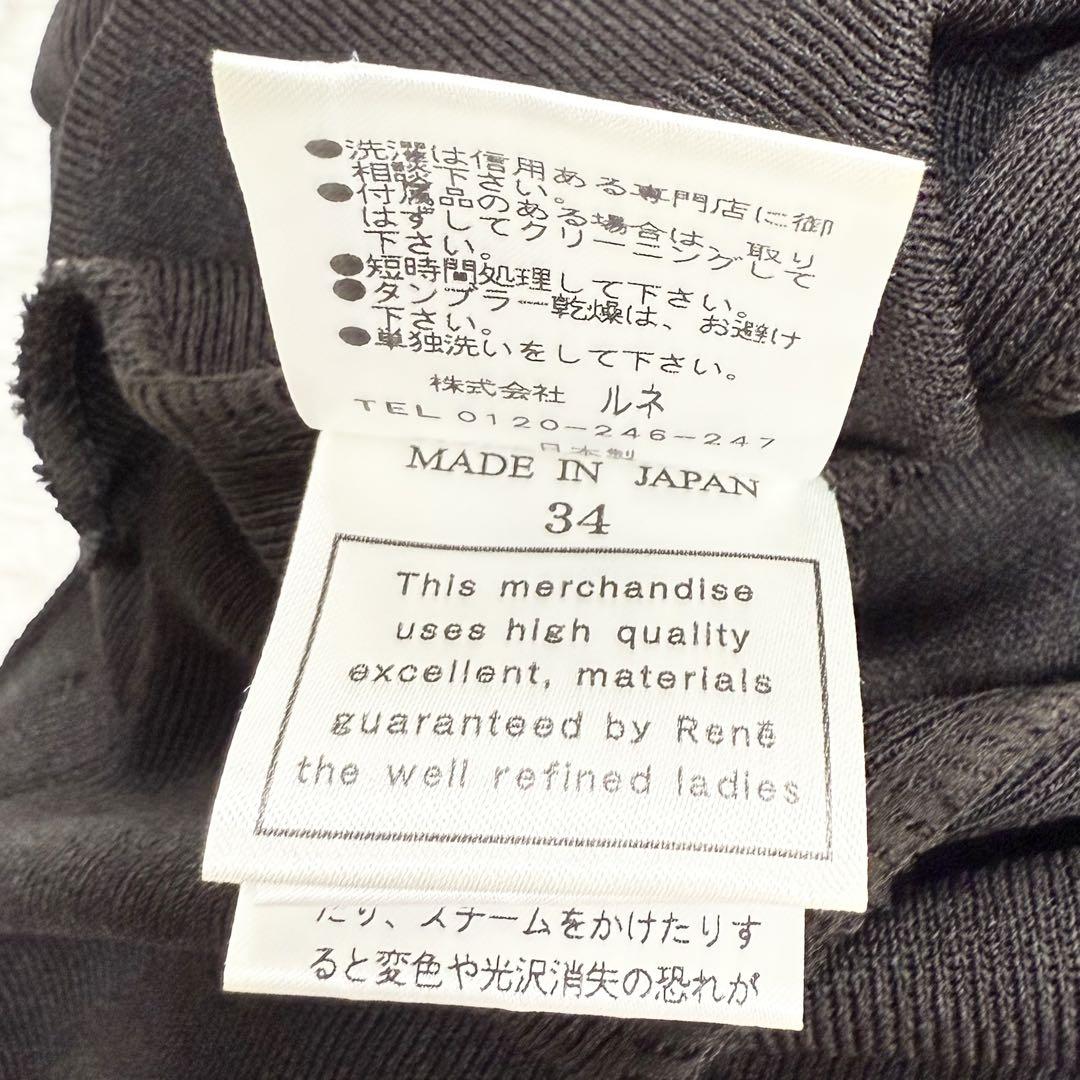 ●洗濯は信用ある専門店に御
相談下さい。
●付属品のある場合は、取り
はずしてクリーニングして
下さい。
●短時間処理して下さい。
●タンブラー乾燥は、お避け
下さい。
●単独洗いをして下さい。
株式会社 ルネ
TEL 0120-246-247
日本製
MADE IN JAPAN
34
This merchandise
uses high quality
excellent, materials
guaranteed by René
the well refined ladies
たり、スチームをかけたりす
ると変色や光沢消失の恐れが